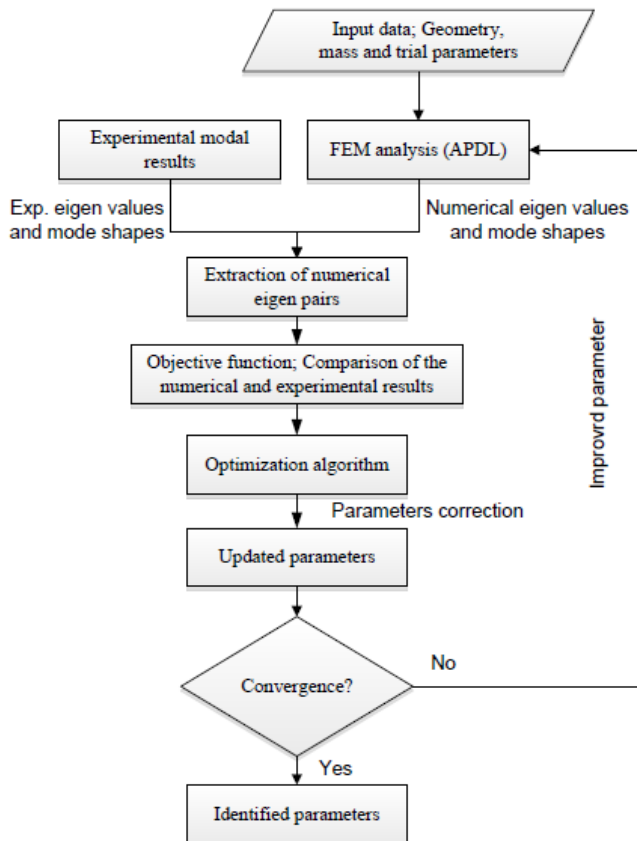 Input data; Geometry,
mass and trial parameters
Experimental modal
results
FEM analysis (APDL)
Exp. eigen values
and mode shapes
Numerical eigen values
and mode shapes
Extraction of numerical
eigen pairs
Objective function; Comparison of the
numerical and experimental results
Optimization algorithm
Parameters correction
Updated parameters
Improvrd parameter
Convergence?
No
Yes
Identified parameters